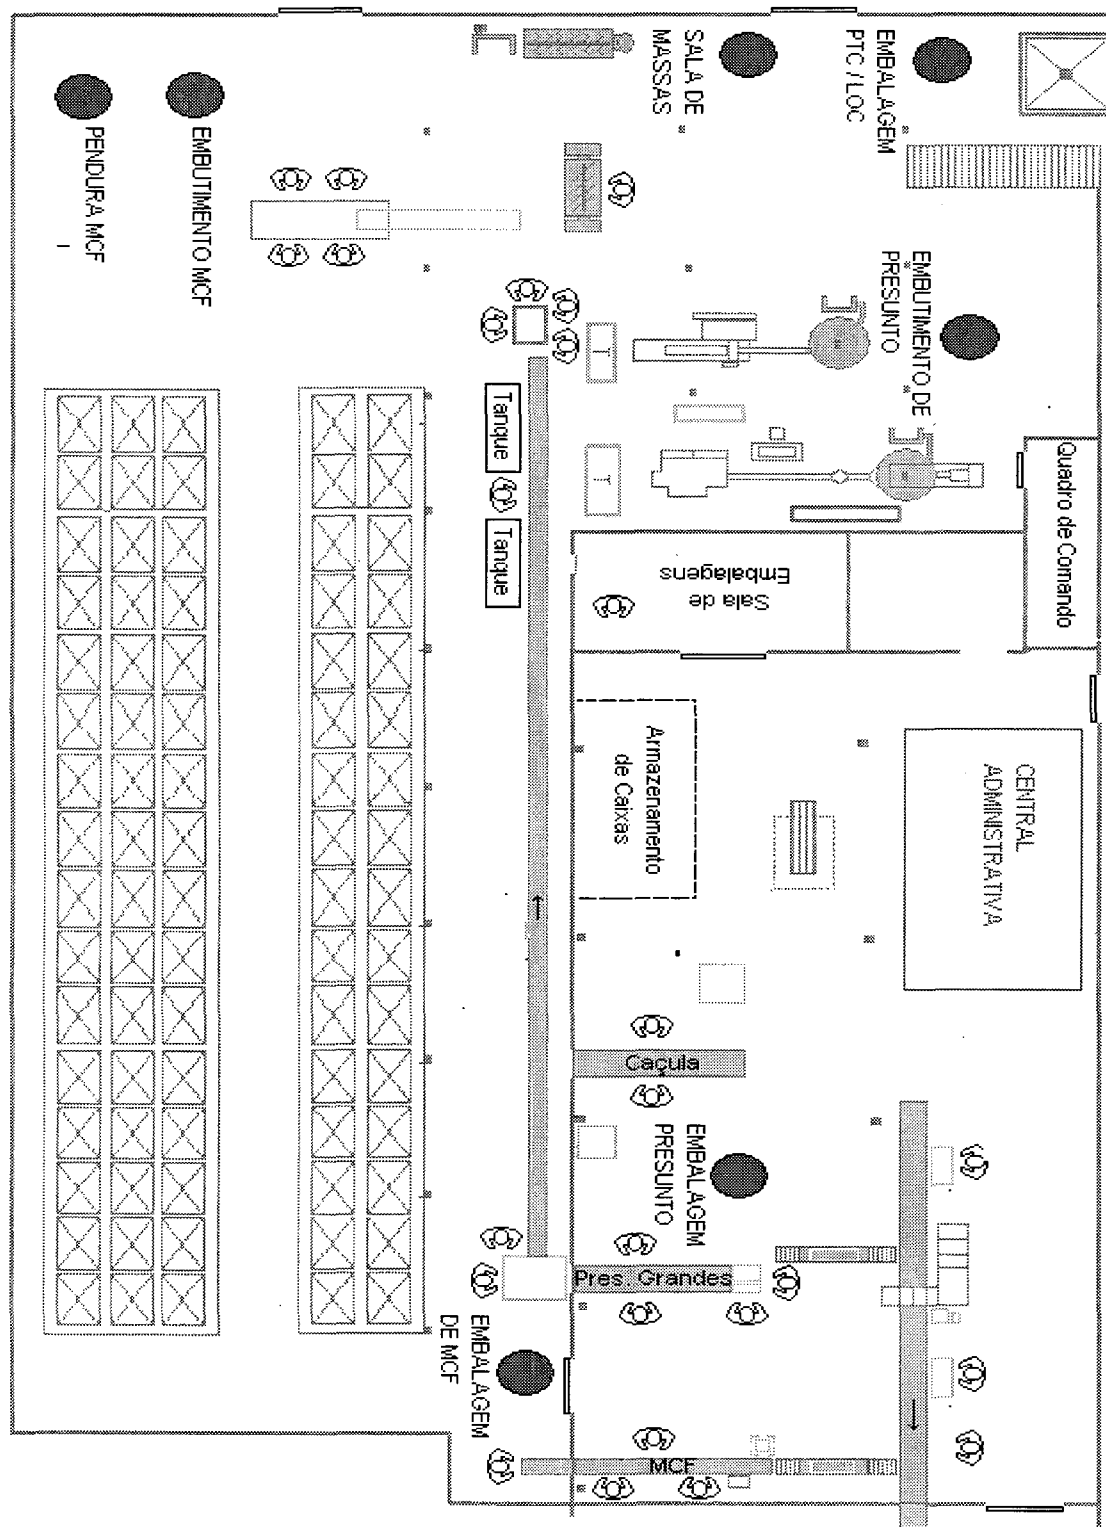 SALA DE
MASSAS
EMBALAGEM
PTC / LOC
PENDURA MCF
EMBUTIMENTO MCF
EMBUTIMENTO DE
PRESUNTO
T
T
Tanque
Tanque
Quadro de Comando
Sala de
Embalagens
Armazenamento
de Caixas
CENTRAL
ADMINISTRATIVA
Caçula
EMBALAGEM
PRESUNTO
Pres. Grandes
EMBALAGEM
DE MCF
MCF